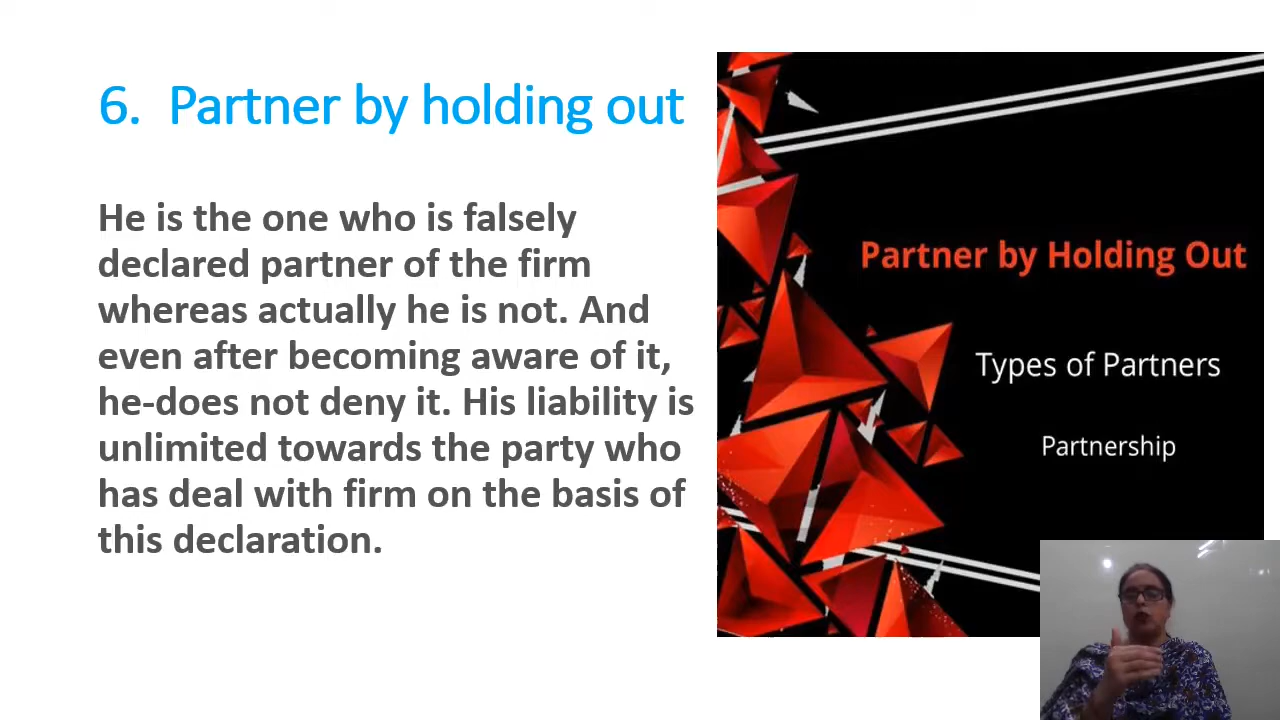 6. Partner by holding out
He is the one who is falsely
declared partner of the firm
whereas actually he is not. And
even after becoming aware of it,
he-does not deny it. His liability is
unlimited towards the party who
has deal with firm on the basis of
this declaration.
Partner by Holding Out
Types of Partners
Partnership